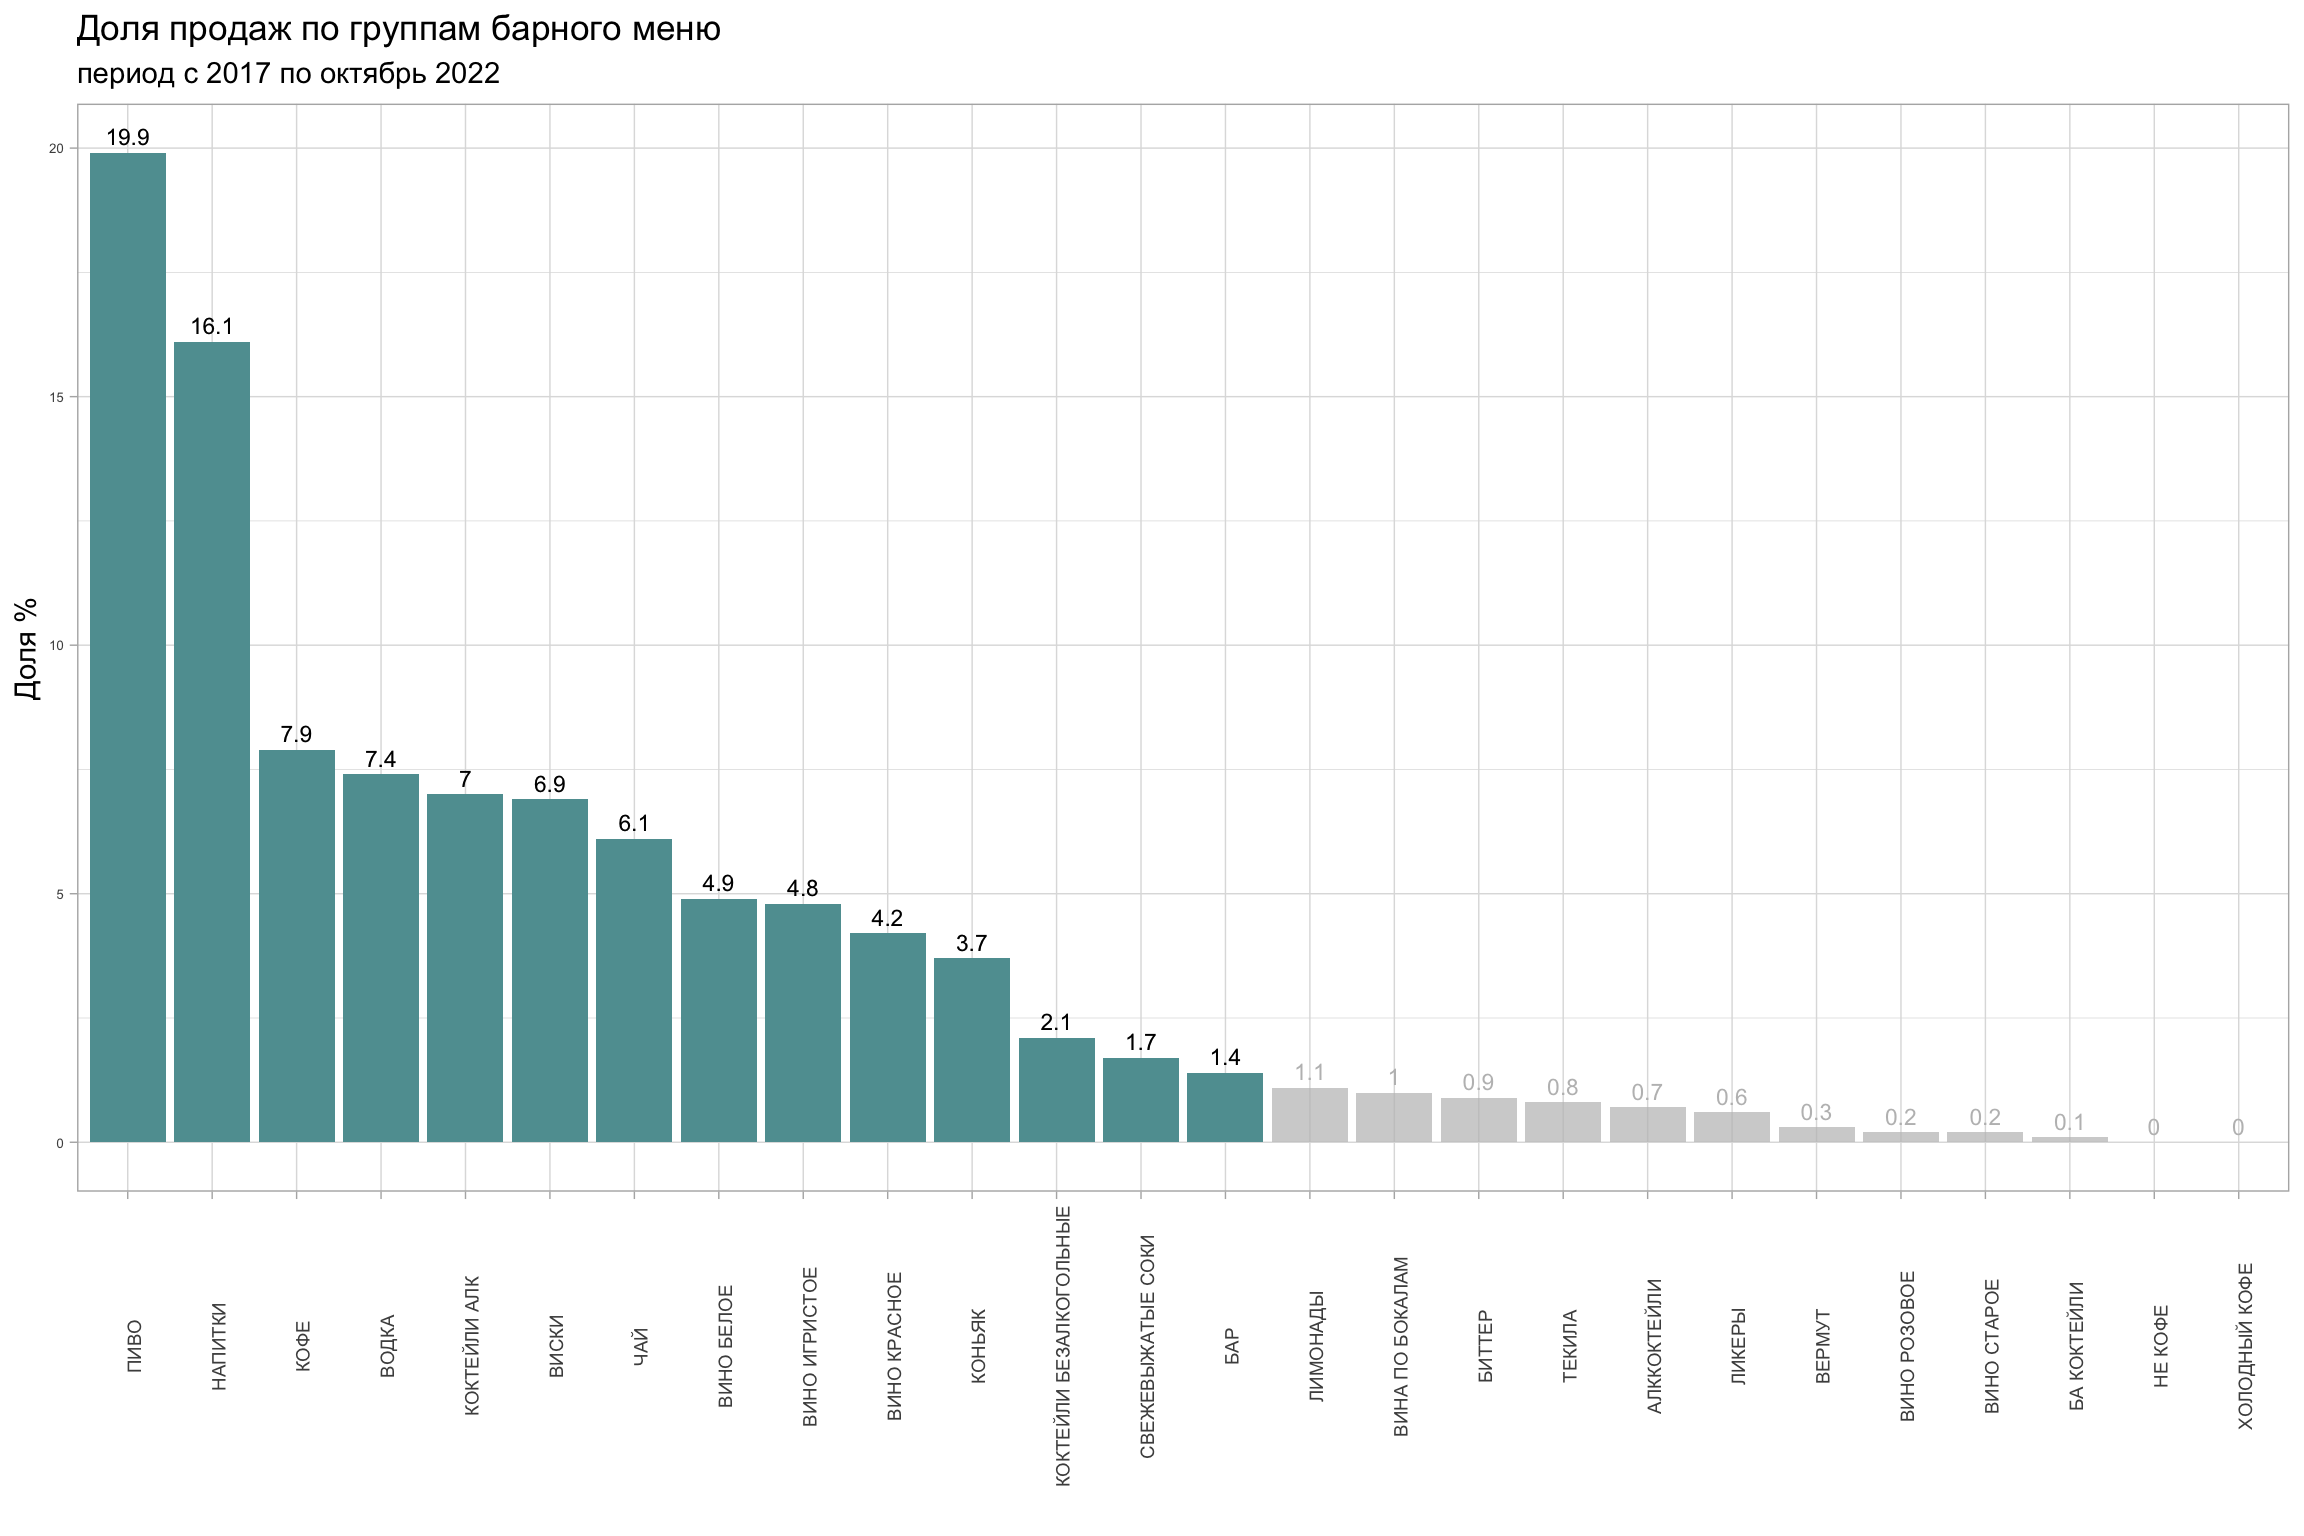 Доля продаж по группам барного меню
период с 2017 по октябрь 2022
Доля %
20
15
10
5
0
19.9
16.1
7.9
7.4
7
6.9
6.1
4.9
4.8
4.2
3.7
2.1
1.7
1.4
1.1
1
0.9
0.8
0.7
0.6
0.3
0.2
0.2
0.1
0
0
ПИВО
НАПИТКИ
КОФЕ
ВОДКА
КОКТЕЙЛИ АЛК
ВИСКИ
ЧАЙ
ВИНО БЕЛОЕ
ВИНО ИГРИСТОЕ
ВИНО КРАСНОЕ
КОНЬЯК
КОКТЕЙЛИ БЕЗАЛКОГОЛЬНЫЕ
СВЕЖЕВЫЖАТЫЕ СОКИ
БАР
ЛИМОНАДЫ
ВИНА ПО БОКАЛАМ
БИТТЕР
ТЕКИЛА
АЛККОКТЕЙЛИ
ЛИКЕРЫ
ВЕРМУТ
ВИНО РОЗОВОЕ
ВИНО СТАРОЕ
БА КОКТЕЙЛИ
НЕ КОФЕ
ХОЛОДНЫЙ КОФЕ